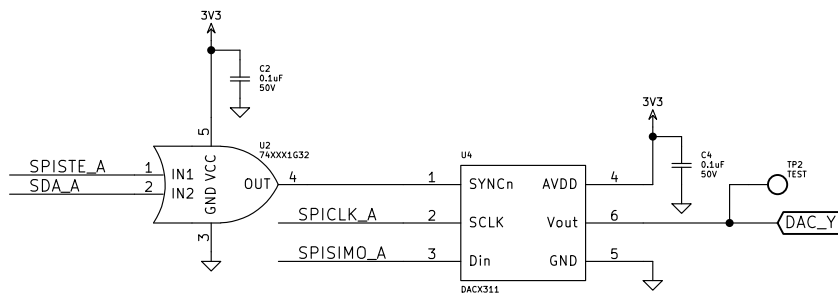 3V3
C2
0.1uF
50V
5
U2
74XXX1G32
SPISTE_A
1
IN1
SDA_A
2
IN2
GND VCC
OUT
4
3
3V3
C4
0.1uF
50V
U4
1
SYNCn
AVDD
4
TP2
TEST
SPICLK_A
2
SCLK
Vout
6
DAC_Y
SPISIMO_A
3
Din
GND
5
DACX311